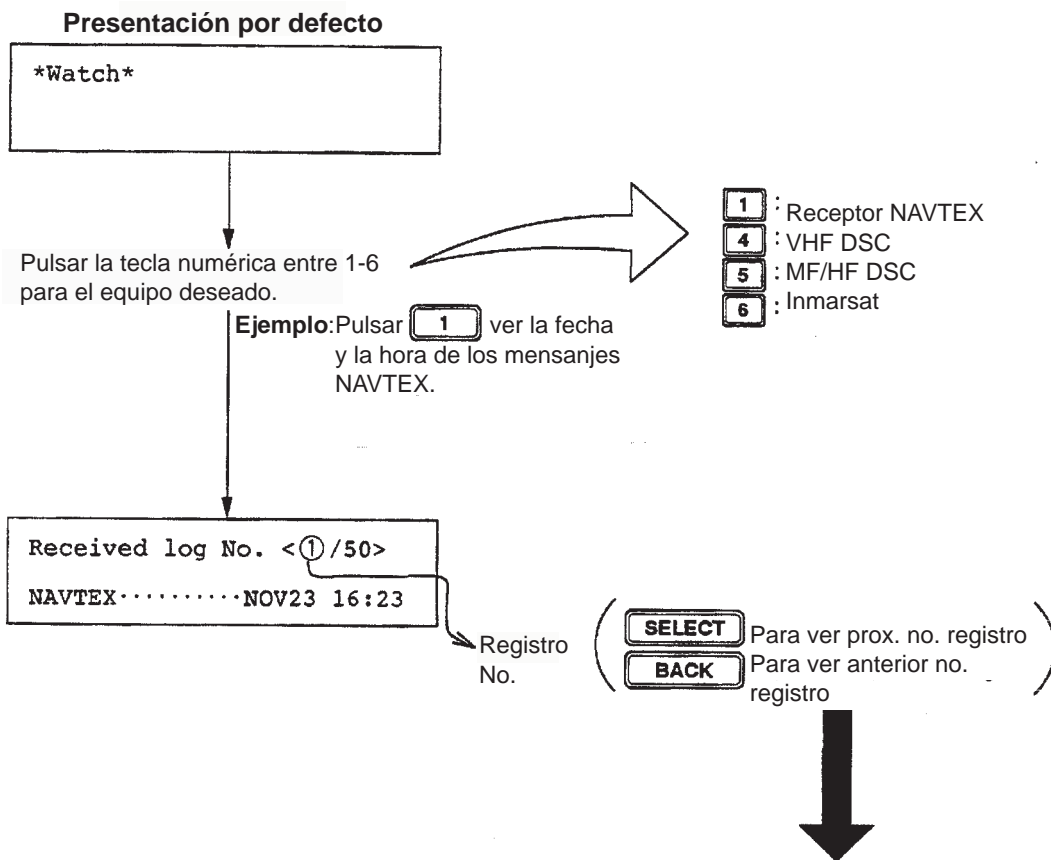 Presentación por defecto
*Watch*
Pulsar la tecla numérica entre 1-6
para el equipo deseado.
1 : Receptor NAVTEX
4 : VHF DSC
5 : MF/HF DSC
6 : Inmarsat
Ejemplo:Pulsar 1 ver la fecha
y la hora de los mensanjes
NAVTEX.
Received log No. <①/50>
NAVTEX··········NOV23 16:23
Registro
No.
SELECT Para ver prox. no. registro
BACK Para ver anterior no.
registro